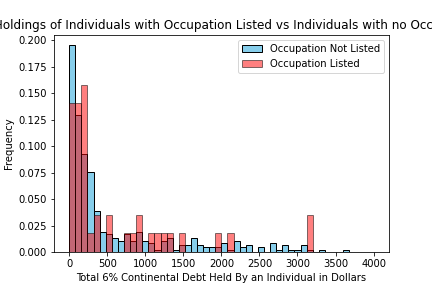 Holdings of Individuals with Occupation Listed vs Individuals with no Occ
Occupation Not Listed
Occupation Listed
Frequency
0.200
0.175
0.150
0.125
0.100
0.075
0.050
0.025
0.000
0 500 1000 1500 2000 2500 3000 3500 4000
Total 6% Continental Debt Held By an Individual in Dollars